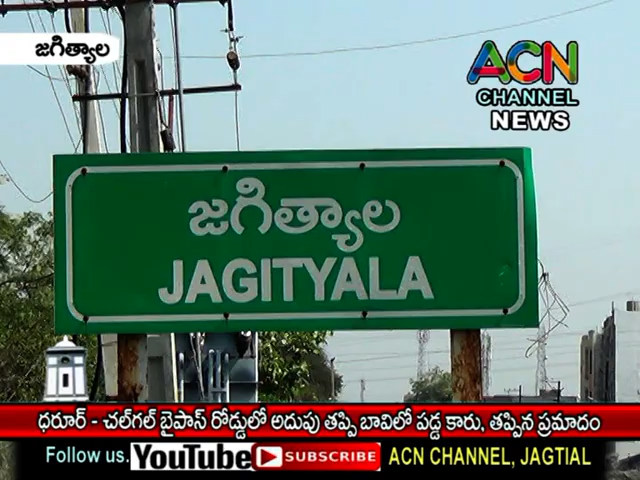 జగిత్యాల
ACN
CHANNEL
NEWS
జగిత్యాల
JAGITYALA
ధరూర్ - చల్‌గల్ బైపాస్ రోడ్డులో అదుపు తప్పి బావిలో పడ్డ కారు, తప్పిన ప్రమాదం
Follow us. YouTube SUBSCRIBE ACN CHANNEL, JAGTIAL